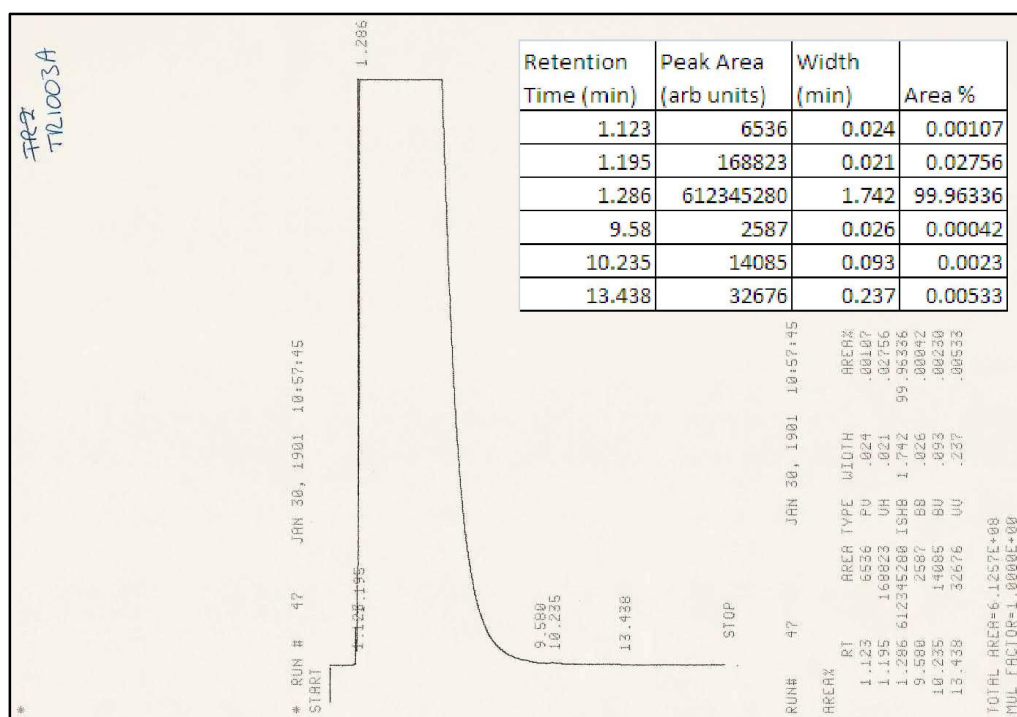 TR2
TR1003A
1.286
Retention Time (min) Peak Area (arb units) Width (min) Area %
1.123 6536 0.024 0.00107
1.195 168823 0.021 0.02756
1.286 612345280 1.742 99.96336
9.58 2587 0.026 0.00042
10.235 14085 0.093 0.0023
13.438 32676 0.237 0.00533
* RUN # 47 JAN 30, 1901 10:57:45
START
9.580
10.235
13.438
STOP
RUN# 47 JAN 30, 1901 10:57:45
AREA%
RT AREA TYPE WIDTH AREA%
1.123 6536 PV .024 .00107
1.195 168823 VH .021 .02756
1.286 612345280 ISHB 1.742 99.96336
9.580 2587 BB .026 .00042
10.235 14085 BV .093 .00230
13.438 32676 VV .237 .00533
TOTAL AREA=6.1257E+08
MUL FACTOR=1.0000E+00
*